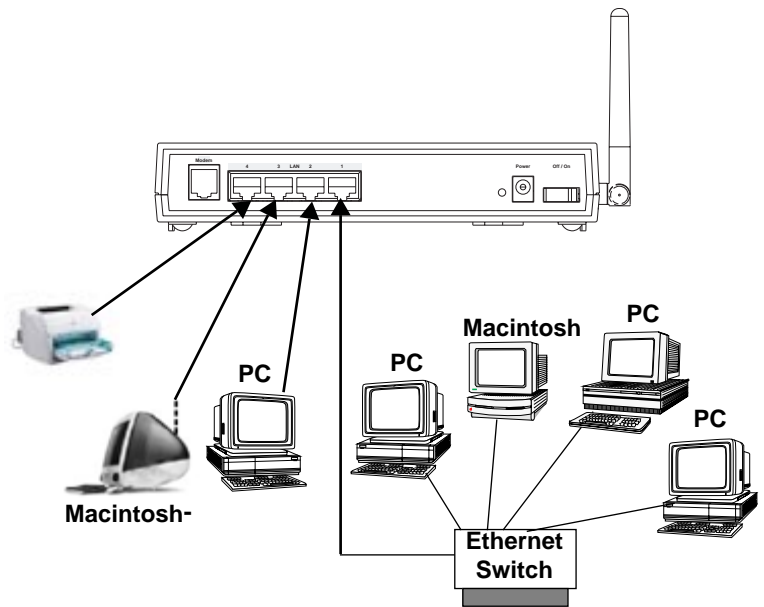 Modem
4 3 LAN 2 1
Power
Off / On
PC
Macintosh
PC
PC
PC
Macintosh-
Ethernet
Switch